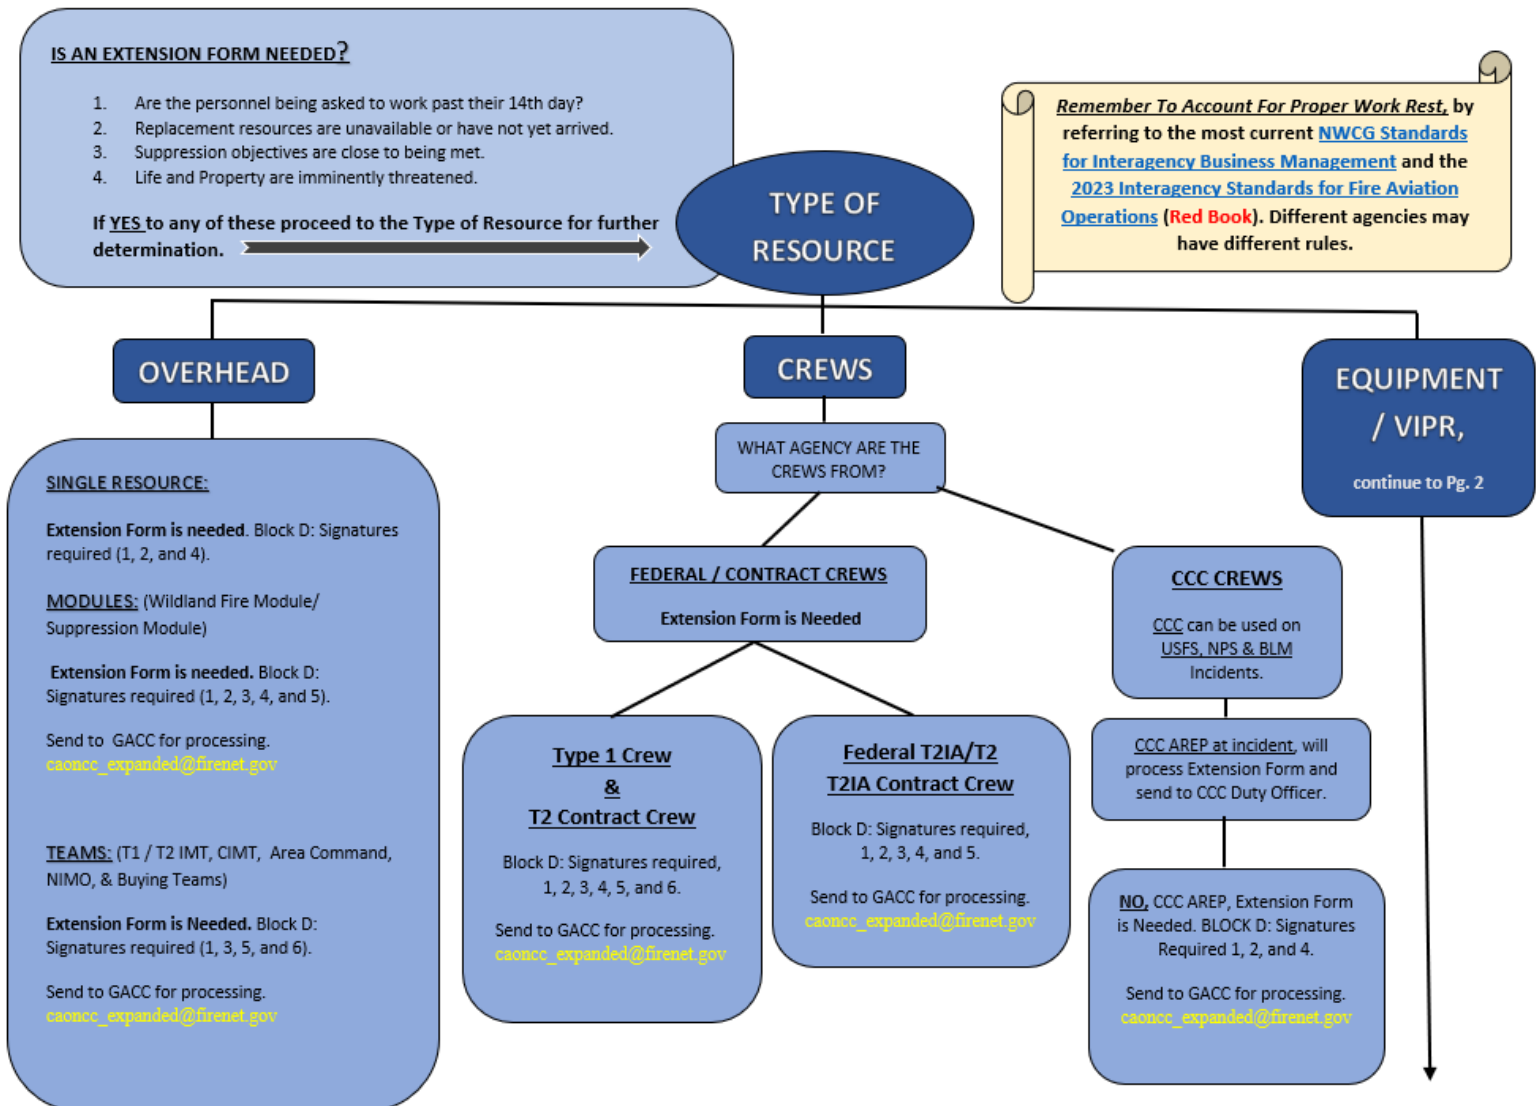 IS AN EXTENSION FORM NEEDED?
1. Are the personnel being asked to work past their 14th day?
2. Replacement resources are unavailable or have not yet arrived.
3. Suppression objectives are close to being met.
4. Life and Property are imminently threatened.
If YES to any of these proceed to the Type of Resource for further
determination.
TYPE OF
RESOURCE
Remember To Account For Proper Work Rest, by
referring to the most current NWCG Standards
for Interagency Business Management and the
2023 Interagency Standards for Fire Aviation
Operations (Red Book). Different agencies may
have different rules.
OVERHEAD
SINGLE RESOURCE:
Extension Form is needed. Block D: Signatures
required (1, 2, and 4).
MODULES: (Wildland Fire Module/
Suppression Module)
Extension Form is needed. Block D:
Signatures required (1, 2, 3, 4, and 5).
Send to GACC for processing.
caoncc_expanded@firenet.gov
TEAMS: (T1 / T2 IMT, CIMT, Area Command,
NIMO, & Buying Teams)
Extension Form is Needed. Block D:
Signatures required (1, 3, 5, and 6).
Send to GACC for processing.
caoncc_expanded@firenet.gov
CREWS
WHAT AGENCY ARE THE
CREWS FROM?
FEDERAL / CONTRACT CREWS
Extension Form is Needed
Type 1 Crew
&
T2 Contract Crew
Block D: Signatures required,
1, 2, 3, 4, 5, and 6.
Send to GACC for processing.
caoncc_expanded@firenet.gov
Federal T2IA/T2
T2IA Contract Crew
Block D: Signatures required,
1, 2, 3, 4, and 5.
Send to GACC for processing.
caoncc_expanded@firenet.gov
CCC CREWS
CCC can be used on
USFS, NPS & BLM
Incidents.
CCC AREP at incident, will
process Extension Form and
send to CCC Duty Officer.
NO, CCC AREP, Extension Form
is Needed. BLOCK D: Signatures
Required 1, 2, and 4.
Send to GACC for processing.
caoncc_expanded@firenet.gov
EQUIPMENT
/ VIPR,
continue to Pg. 2